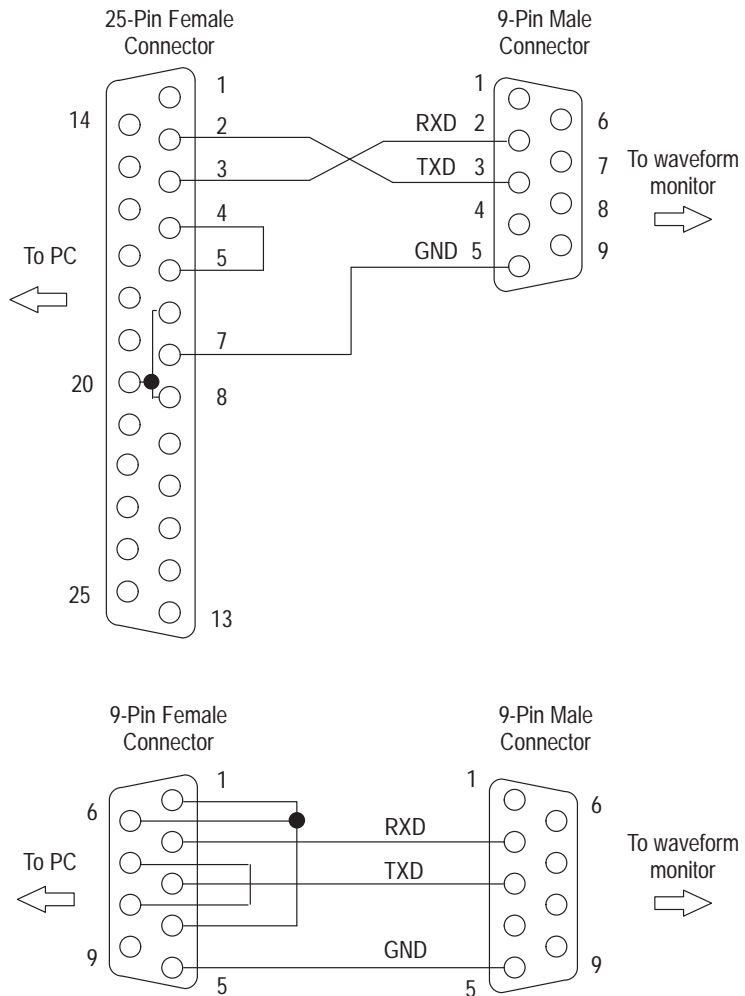 25-Pin Female
Connector
9-Pin Male
Connector
1
14
2
3
4
5
7
20
8
25
13
To PC
1
RXD 2
TXD 3
4
GND 5
6
7
8
9
To waveform
monitor
9-Pin Female
Connector
9-Pin Male
Connector
1
6
9
5
To PC
RXD
TXD
GND
1
6
9
5
To waveform
monitor